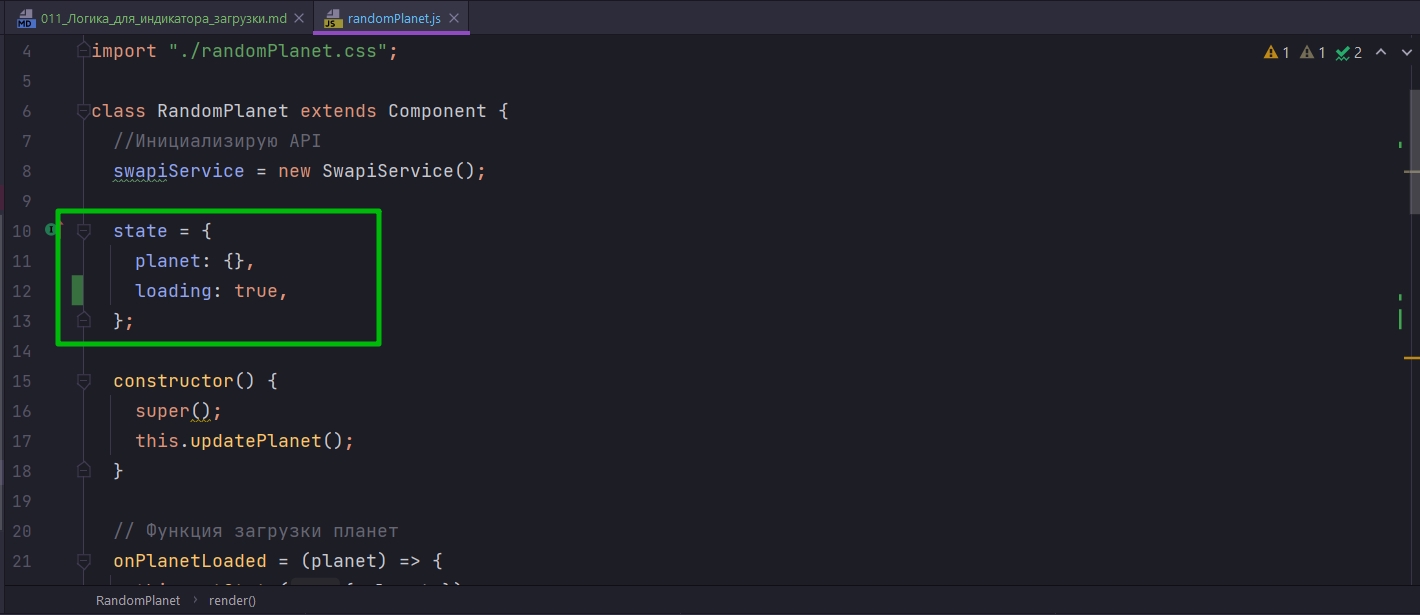 MD 011_Логика_для_индикатора_загрузки.md JS randomPlanet.js
4 import "./randomPlanet.css"; 1 1 2
5
6 class RandomPlanet extends Component {
7 //Инициализирую API
8 swapiService = new SwapiService();
9
10 state = {
11 planet: {},
12 loading: true,
13 };
14
15 constructor() {
16 super();
17 this.updatePlanet();
18 }
19
20 // Функция загрузки планет
21 onPlanetLoaded = (planet) => {
RandomPlanet › render()